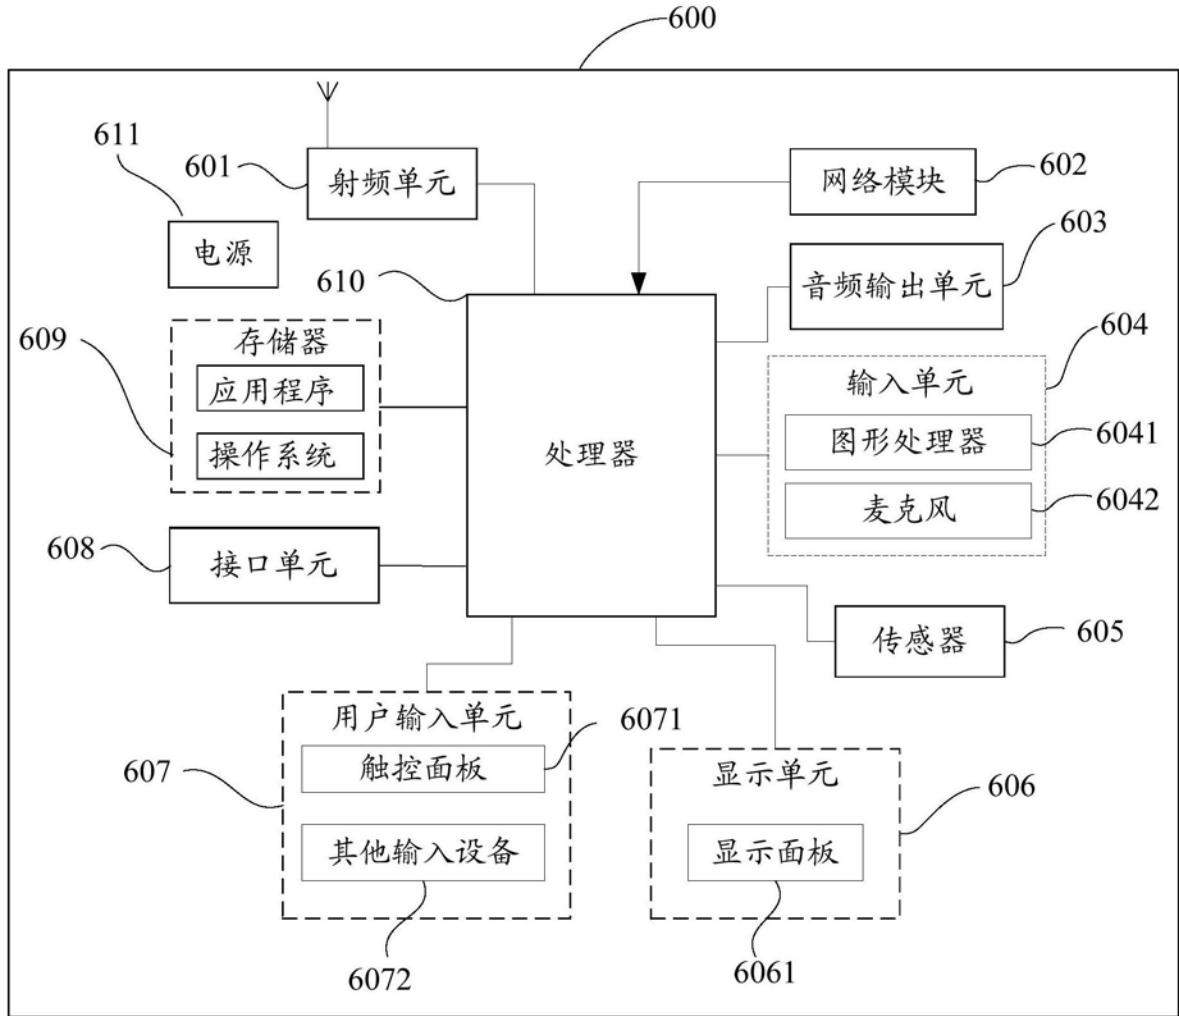 600
611
601
射频单元
网络模块
602
电源
603
610
音频输出单元
609
存储器
604
应用程序
输入单元
图形处理器
6041
操作系统
处理器
麦克风
6042
608
接口单元
传感器
605
用户输入单元
6071
607
触控面板
显示单元
606
其他输入设备
显示面板
6072
6061